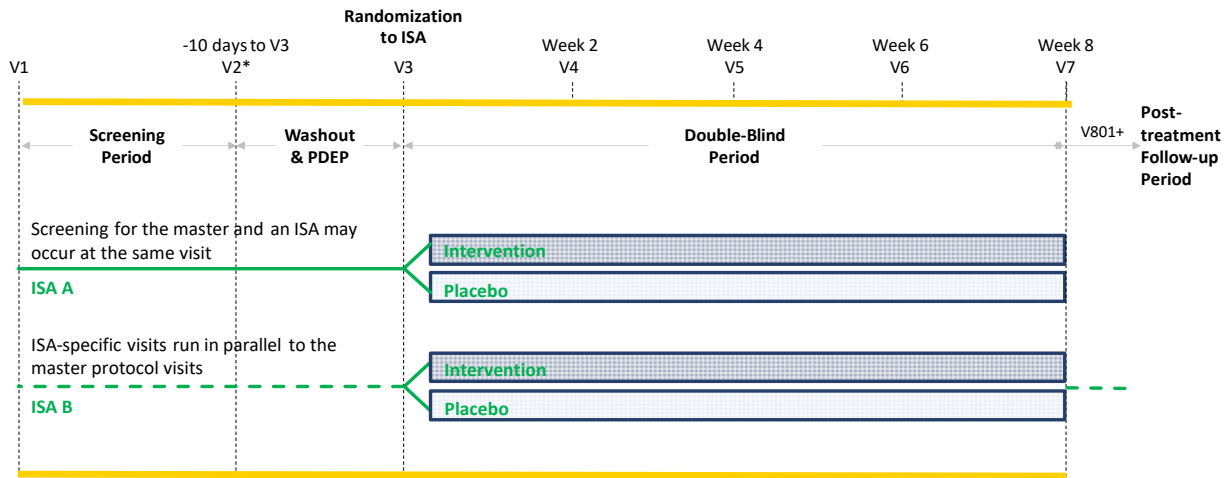 Randomization
to ISA
-10 days to V3
Week 2
Week 4
Week 6
Week 8
V1
V2*
V3
V4
V5
V6
V7
Screening
Period
Washout
& PDEP
Double-Blind
Period
V801+
Post-
treatment
Follow-up
Period
Screening for the master and an ISA may
occur at the same visit
ISA A
Intervention
Placebo
ISA-specific visits run in parallel to the
master protocol visits
ISA B
Intervention
Placebo